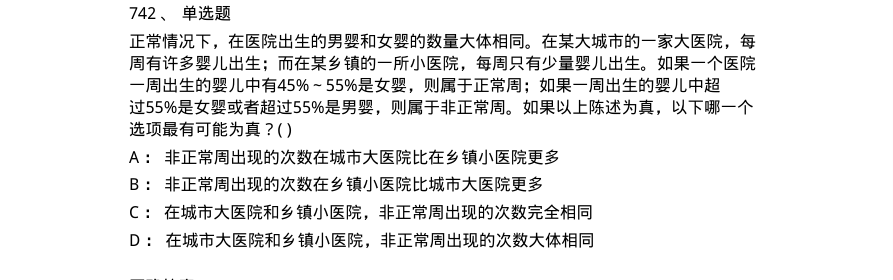 742 、 单选题
正常情况下，在医院出生的男婴和女婴的数量大体相同。在某大城市的一家大医院，每
周有许多婴儿出生；而在某乡镇的一所小医院，每周只有少量婴儿出生。如果一个医院
一周出生的婴儿中有45% ~ 55%是女婴，则属于正常周；如果一周出生的婴儿中超
过55%是女婴或者超过55%是男婴，则属于非正常周。如果以上陈述为真，以下哪一个
选项最有可能为真？( )
A ： 非正常周出现的次数在城市大医院比在乡镇小医院更多
B ： 非正常周出现的次数在乡镇小医院比城市大医院更多
C ： 在城市大医院和乡镇小医院，非正常周出现的次数完全相同
D ： 在城市大医院和乡镇小医院，非正常周出现的次数大体相同